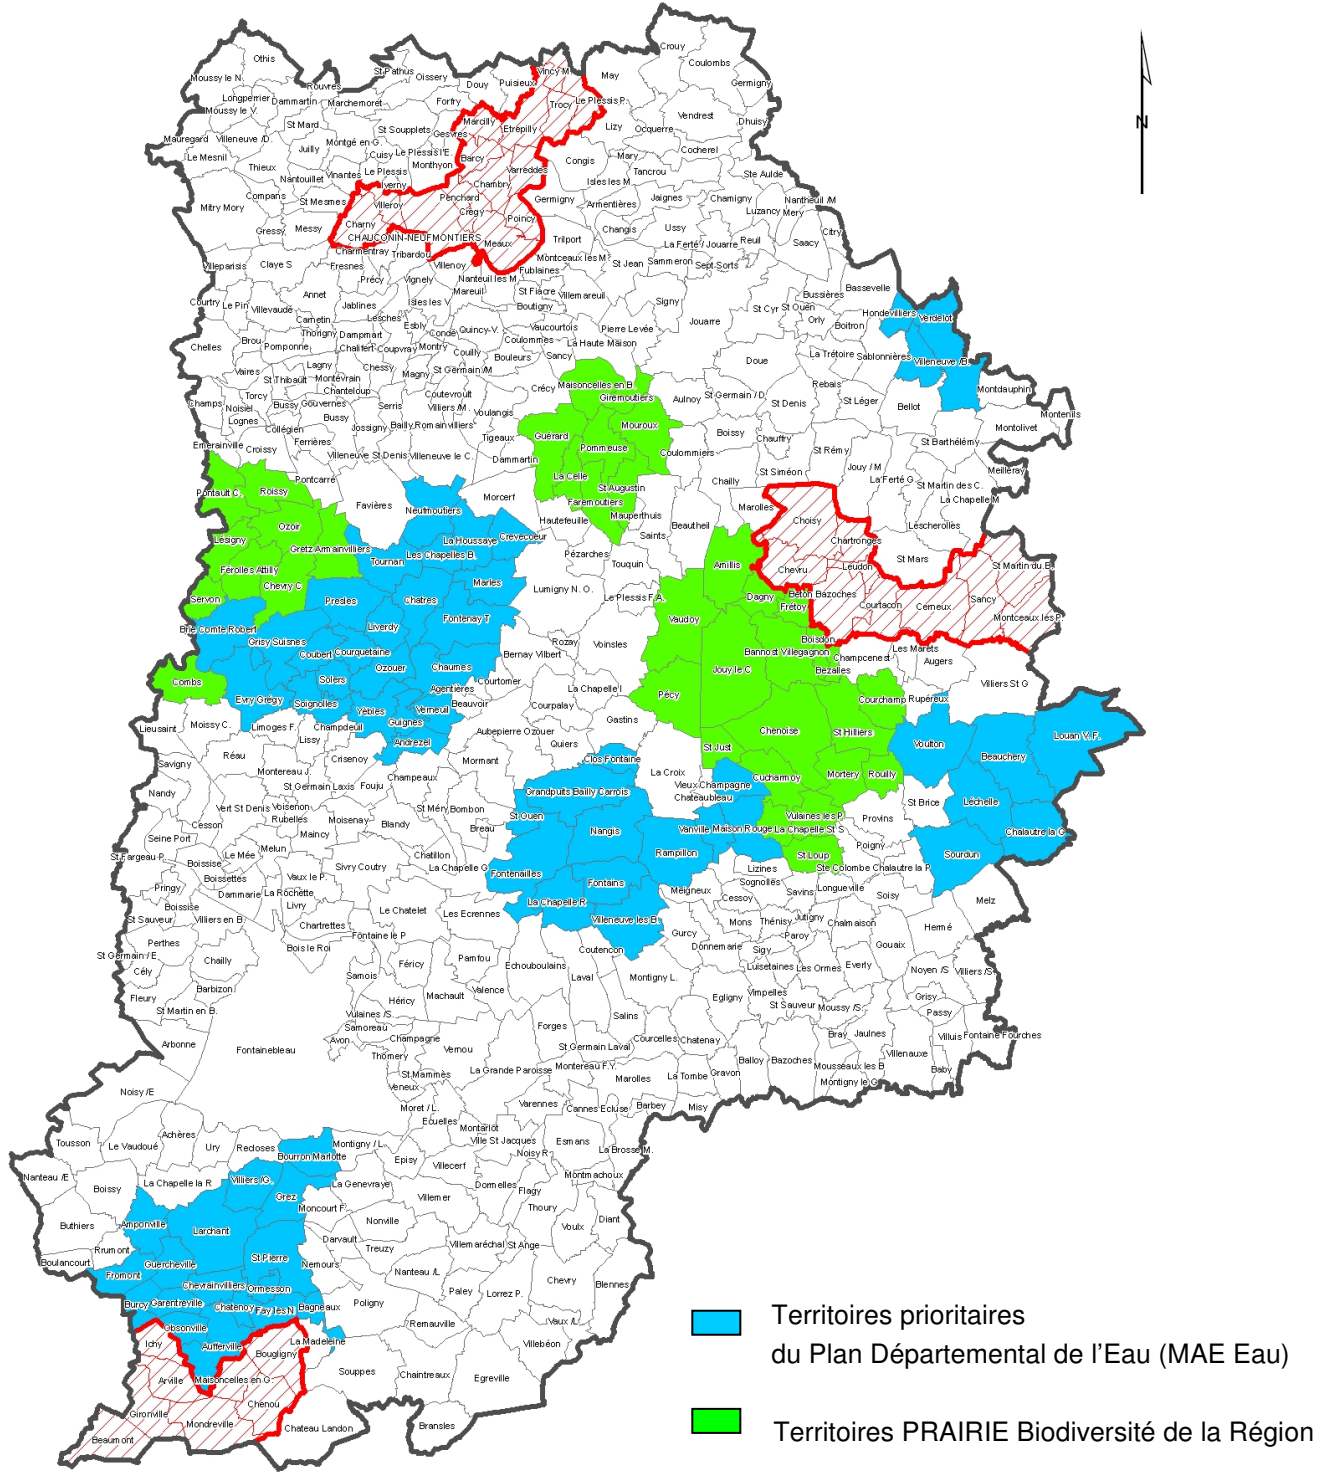 Crouy
Othis
Coulombs
St Pathus
Oissery
May
Moussy le N.
Vincy M.
Puisieux
Germigny
Rouvres
Douy
Longperrier
Dammartin
Marchemoret
Forfry
Trocy
Le Plessis P.
Moussy le V.
Vendrest
Dhuisy
St Mard
St Soupplets
Gesvres
Marcilly
Etrepilly
Lizy
Ocquerre
Mauregard
Villeneuve /D.
Juilly
Montgé en G.
Cuisy
Le Plessis l'E.
Cocherel
Le Mesnil
Monthyon
Barcy
Congis
Mary
Thieux
Nantouillet
Vinantes
Le Plessis
Varreddes
Tancrou
Ste Aulde
Iverny
Chambry
Isles les M.
Compans
Mitry Mory
St Mesmes
Villeroy
Penchard
Germigny
Armentières
Jaignes
Chamigny
Nantheuil /M
Luzancy
Mery
Crégy
Poincy
Gressy
Messy
Charny
Changis
Ussy
Citry
CHAUCONIN-NEUFMONTIERS
Meaux
Trilport
La Ferté / Jouarre
Reuil
Saacy
Charmentray
Tribardou
Montceaux les M.
Villeparisis
Claye S
Fresnes
Villenoy
Fublaines
St Jean
Sammeron
Sept Sorts
Précy
Vignely
Nanteuil les M.
Mareuil
St Fiacre
Villemareuil
Bassevelle
Bussières
Annet
Courtry
Le Pin
Villevaude
Jablines
Isles les V.
Boutigny
Signy
St Cyr
St Ouen
Hondevilliers
Verdelot
Carnetin
Lesches
Esbly
Condé
Quincy-V.
Vaucourtois
Pierre Levée
Jouarre
Orly
Boitron
Brou
Thorigny
Dampmart
Coulommes
La Haute Maison
Chelles
Pomponne
Chalifert
Coupvray
Montry
Couilly
Bouleurs
Sancy
Doue
La Trétoire
Sablonnières
Villeneuve /B.
Vaires
Lagny
Chessy
Magny
St Germain /M
St Thibault
Montévrain
Crécy
Maisoncelles en B.
Rebais
Montdauphin
Torcy
Chanteloup
Coutevroult
Giremoutiers
Aulnoy
St Germain / D.
St Denis
St Léger
Bellot
Champs
Noisiel
Bussy
Gouvernes
Serris
Villiers /M.
Voulangis
Montenils
Lognes
Bussy
Jossigny
Bailly Romainvilliers
Mouroux
Montolivet
Collégien
Guérard
Boissy
Chauffry
Emerainville
Croissy
Ferrières
Tigeaux
Pommeuse
Coulommiers
St Rémy
St Barthélémy
Villeneuve St Denis
Villeneuve le C.
Dammartin
Jouy / M
Meilleray
Pontcarré
La Celle
St Siméon
La Ferté G
St Martin des C.
Pontault C.
Roissy
Favières
Neufmoutiers
Morcerf
St Augustin
Chailly
La Chapelle M
Faremoutiers
Marolles
Ozoir
Hautefeuille
Mauperthuis
Beautheil
Choisy
Lescherolles
Lésigny
Gretz Armainvilliers
La Houssaye
Crèvecoeur
Saints
Chartronges
Tournan
Les Chapelles B.
Pézarches
Touquin
Amillis
St Mars
St Martin du B.
Férolles Attilly
Chevru
Leudon
Chevry C
Marles
Lumigny N. O.
Le Plessis F.A.
Dagny
Beton Bazoches
Servon
Presles
Chatres
Fretoy
Courtacon
Cerneux
Sancy
Fontenay T
Vaudoy
Montceaux les P.
Brie Comte Robert
Liverdy
Grisy Suisnes
Rozay
Voinsles
Boisdon
Les Marets
Coubert
Courquetaine
Bernay Vilbert
Bannost Villegagnon
Champcenest
Augers
Ozouer
Chaumes
Jouy le C
Bezalles
Combs
Solers
Courtomer
La Chapelle I
Pécy
Villiers St G
Agentières
Evry Grégy
Soignolles
Beauvoir
Courpalay
Courchamp
Rupéreux
Yèbles
Verneuil
Gastins
Lieusaint
Moissy C.
Limoges F.
Champdeuil
Guignes
Aubepierre Ozouer
Chenoise
St Hilliers
Louan V. F.
Lissy
Andrezel
Quiers
Voulton
Réau
St Just
Beauchery
Savigny
Crisenoy
Mormant
Clos Fontaine
Montereau J.
Champeaux
La Croix
Cucharmoy
Mortery
Rouilly
Nandy
St Germain Laxis
Fouju
Grandpuits Bailly Carrois
Vieux Champagne
Chateaubleau
St Brice
Léchelle
Vert St Denis
Voisenon
St Méry
Bombon
St Ouen
Vulaines les P
Provins
Cesson
Rubelles
Moisenay
Blandy
Breau
Nangis
Vanville
Maison Rouge
La Chapelle St S
Chalautre la G
Seine Port
Maincy
Le Mée
Melun
Poigny
St Fargeau P.
Chatillon
Rampillon
St Loup
Sourdun
Boissise
Sivry Coutry
La Chapelle G
Fontenailles
Lizines
Ste Colombe
Chalautre la P
Boissettes
Vaux le P.
Fontains
Sognolles
Pringy
Dammarie
La Rochette
Meigneux
Cessoy
Savins
Longueville
Soisy
Livry
La Chapelle R
Melz
Boissise
Le Chatelet
Les Ecrennes
Villeneuve les B.
St Sauveur
Villiers en B.
Chartrettes
Mons
Thénisy
Jutigny
Chalmaison
Hermé
Fontaine le P
Gurcy
Paroy
Perthes
Bois le Roi
Coutencon
Donnemarie
Sigy
Gouaix
St Germain / E
Chailly
Féricy
Pamfou
Echouboulains
Luisetaines
Les Ormes
Everly
Noyen /S
Villiers /S
Cély
Samois
Laval
Montigny L.
Barbizon
Valence
Fleury
Héricy
Machault
Egligny
Vimpelles
Grisy
St Martin en B.
Vulaines /S.
Salins
St Sauveur
Moussy /S.
Passy
Samoreau
Forges
Arbonne
Avon
Champagne
Courcelles
Chatenay
Bray
Jaulnes
Villuis
Fontaine Fourches
Fontainebleau
Thomery
Vernou
St Germain Laval
Villenauxe
Balloy
Bazoches
La Grande Paroisse
Montereau F.Y.
Mousseaux les B
Baby
St Mammès
Marolles
La Tombe
Gravon
Montigny le G
Noisy /E
Veneux
Moret / L.
Varennes
Cannes Ecluse
Barbey
Misy
Ecuelles
Montarlot
Tousson
Le Vaudoué
Achères
Ury
Recloses
Montigny / L.
Ville St Jacques
Esmans
La Brosse M.
Bourron Marlotte
Noisy R
Nanteau /E
Episy
Villecerf
Boissy
La Chapelle la R
Villiers /G.
La Genevraye
Montmachoux
Grez
Dormelles
Flagy
Villemer
Thoury
Moncourt F.
Buthiers
Amponville
Larchant
Nonville
Diant
Voulx
Rrumont
Darvault
Treuzy
Villemaréchal
St Ange
Boulancourt
Guercheville
St Pierre
Nemours
Fromont
Nanteau /L
Chevry
Blennes
Chevrainvilliers
Ormesson
Paley
Lorrez P.
Burcy
Garentreville
Chatenoy
Fay les N
Bagneaux
Poligny
Obsonville
Remauville
Vaux /L
Ichy
Aufferville
La Madeleine
Villebéon
Bougligny
Souppes
Chaintreaux
Egreville
Arville
Maisoncelles en G
Chenou
Gironville
Mondreville
Chateau Landon
Bransles
Beaumont
N
Territoires prioritaires
du Plan Départemental de l'Eau (MAE Eau)
Territoires PRAIRIE Biodiversité de la Région